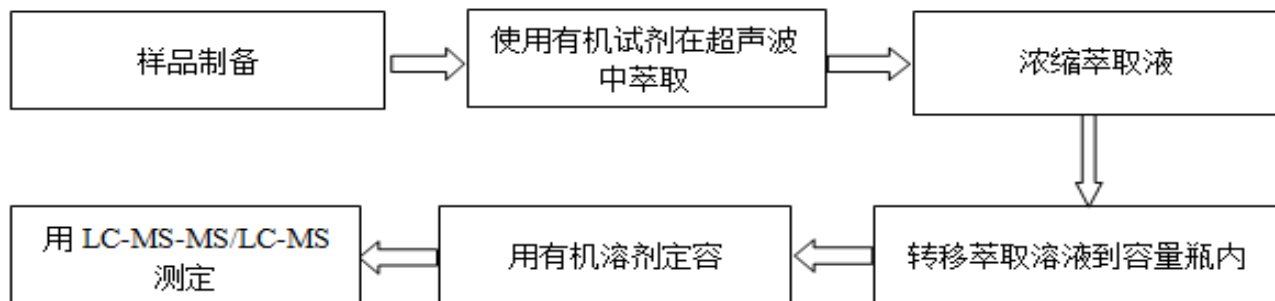 样品制备
使用有机试剂在超声波
中萃取
浓缩萃取液
转移萃取溶液到容量瓶内
用有机溶剂定容
用 LC-MS-MS/LC-MS
测定